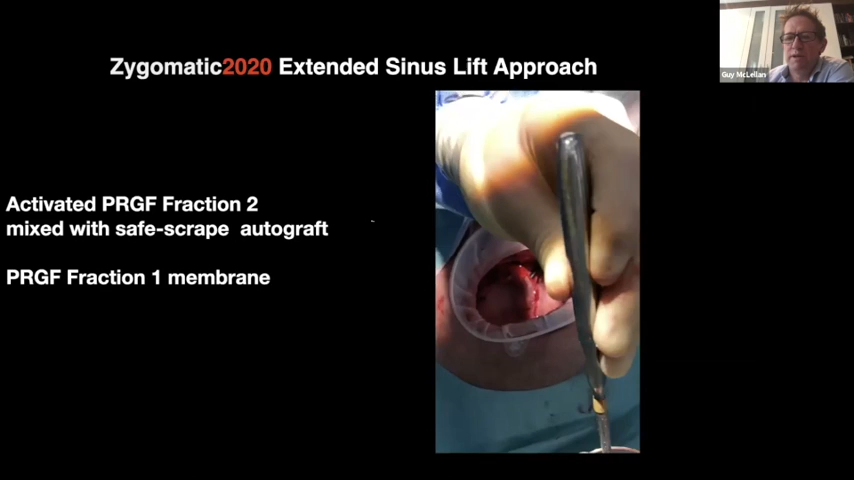 Guy McLellan
Zygomatic2020 Extended Sinus Lift Approach
Activated PRGF Fraction 2
mixed with safe-scrape autograft
PRGF Fraction 1 membrane